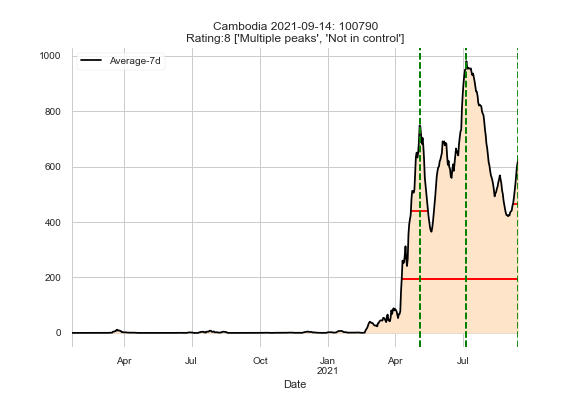 Cambodia 2021-09-14: 100790
Rating:8 ['Multiple peaks', 'Not in control']
Average-7d
1000
800
600
400
200
0
Apr
Jul
Oct
Jan
2021
Apr
Jul
Date